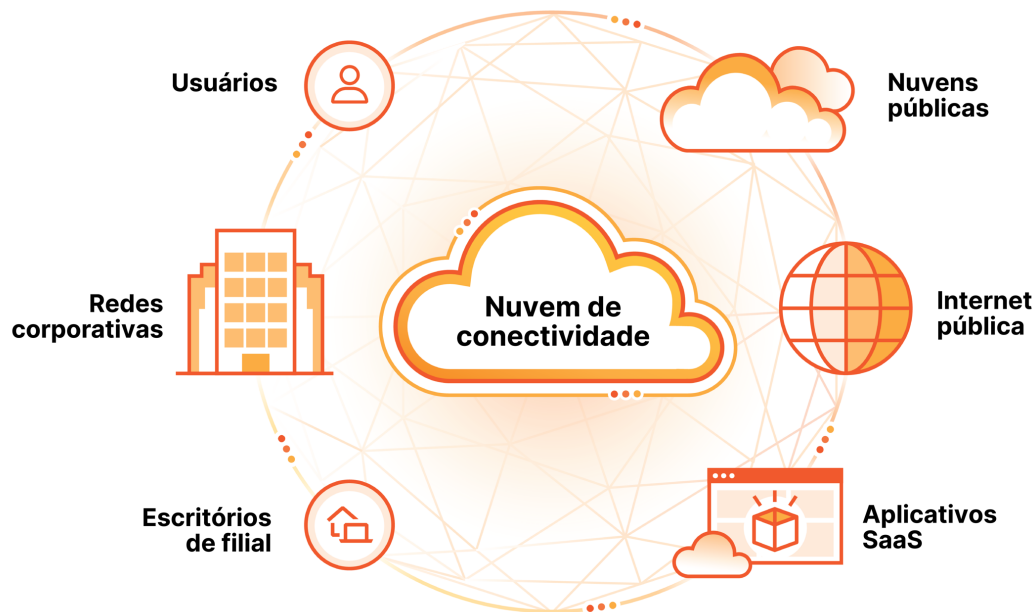 Usuários
Nuvens
públicas
Redes
corporativas
Nuvem de
conectividade
Internet
pública
Escritórios
de filial
Aplicativos
SaaS